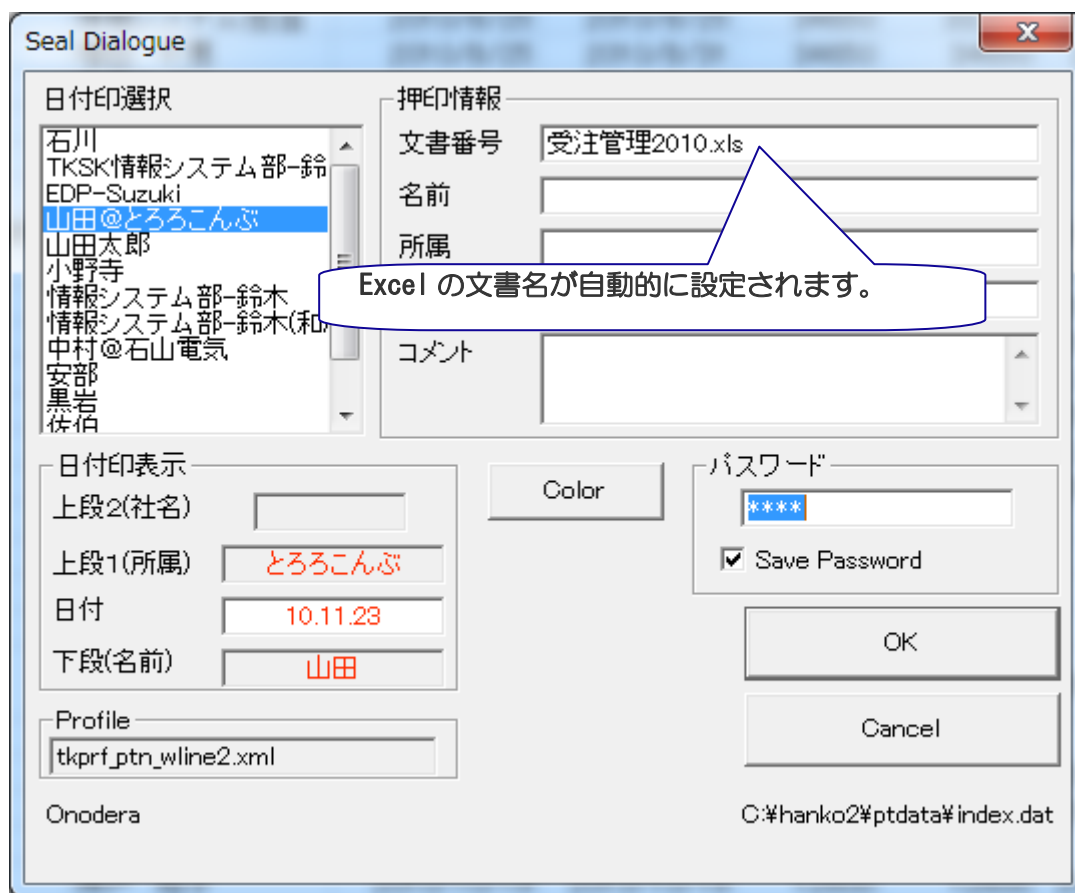 Seal Dialogue
日付印選択
石川
TKSK情報システム部-鈴
EDP-Suzuki
山田@とろろこんぶ
山田太郎
小野寺
情報システム部-鈴木
情報システム部-鈴木(和
中村@石山電気
安部
黒岩
佐伯
押印情報
文書番号 受注管理2010.xls
名前
所属
Excel の文書名が自動的に設定されます。
コメント
日付印表示
上段2(社名)
上段1(所属) とろろこんぶ
日付 10.11.23
下段(名前) 山田
Color
パスワード
****
Save Password
OK
Cancel
Profile
tkprf_ptn_wline2.xml
Onodera
C:¥hanko2¥ptdata¥index.dat